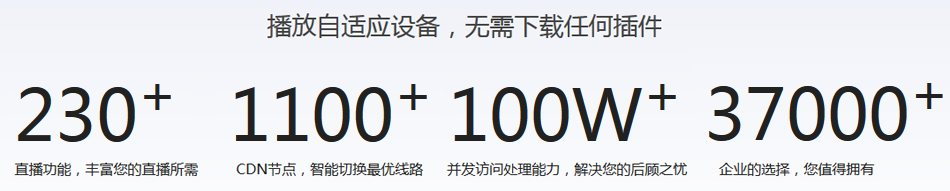 播放自适应设备，无需下载任何插件
230+ 1100+ 100W+ 37000+
直播功能，丰富您的直播所需 CDN节点，智能切换最优线路 并发访问处理能力，解决您的后顾之忧 企业的选择，您值得拥有